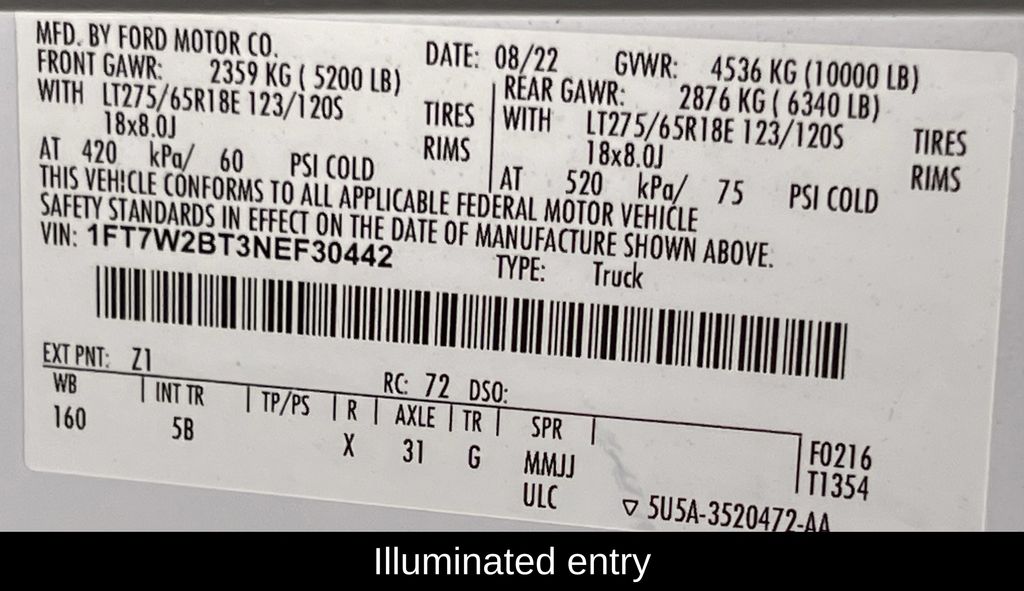 MFD. BY FORD MOTOR CO. DATE: 08/22 GVWR: 4536 KG (10000 LB)
FRONT GAWR: 2359 KG ( 5200 LB) REAR GAWR: 2876 KG ( 6340 LB)
WITH LT275/65R18E 123/120S TIRES WITH LT275/65R18E 123/120S TIRES
18x8.0J RIMS 18x8.0J RIMS
AT 420 kPa/ 60 PSI COLD AT 520 kPa/ 75 PSI COLD
THIS VEHICLE CONFORMS TO ALL APPLICABLE FEDERAL MOTOR VEHICLE
SAFETY STANDARDS IN EFFECT ON THE DATE OF MANUFACTURE SHOWN ABOVE.
VIN: 1FT7W2BT3NEF30442 TYPE: Truck
EXT PNT: Z1 RC: 72 DSO:
WB INT TR TP/PS R AXLE TR SPR F0216
160 5B X 31 G MMJJ T1354
ULC ▽ 5U5A-3520472-AA
Illuminated entry